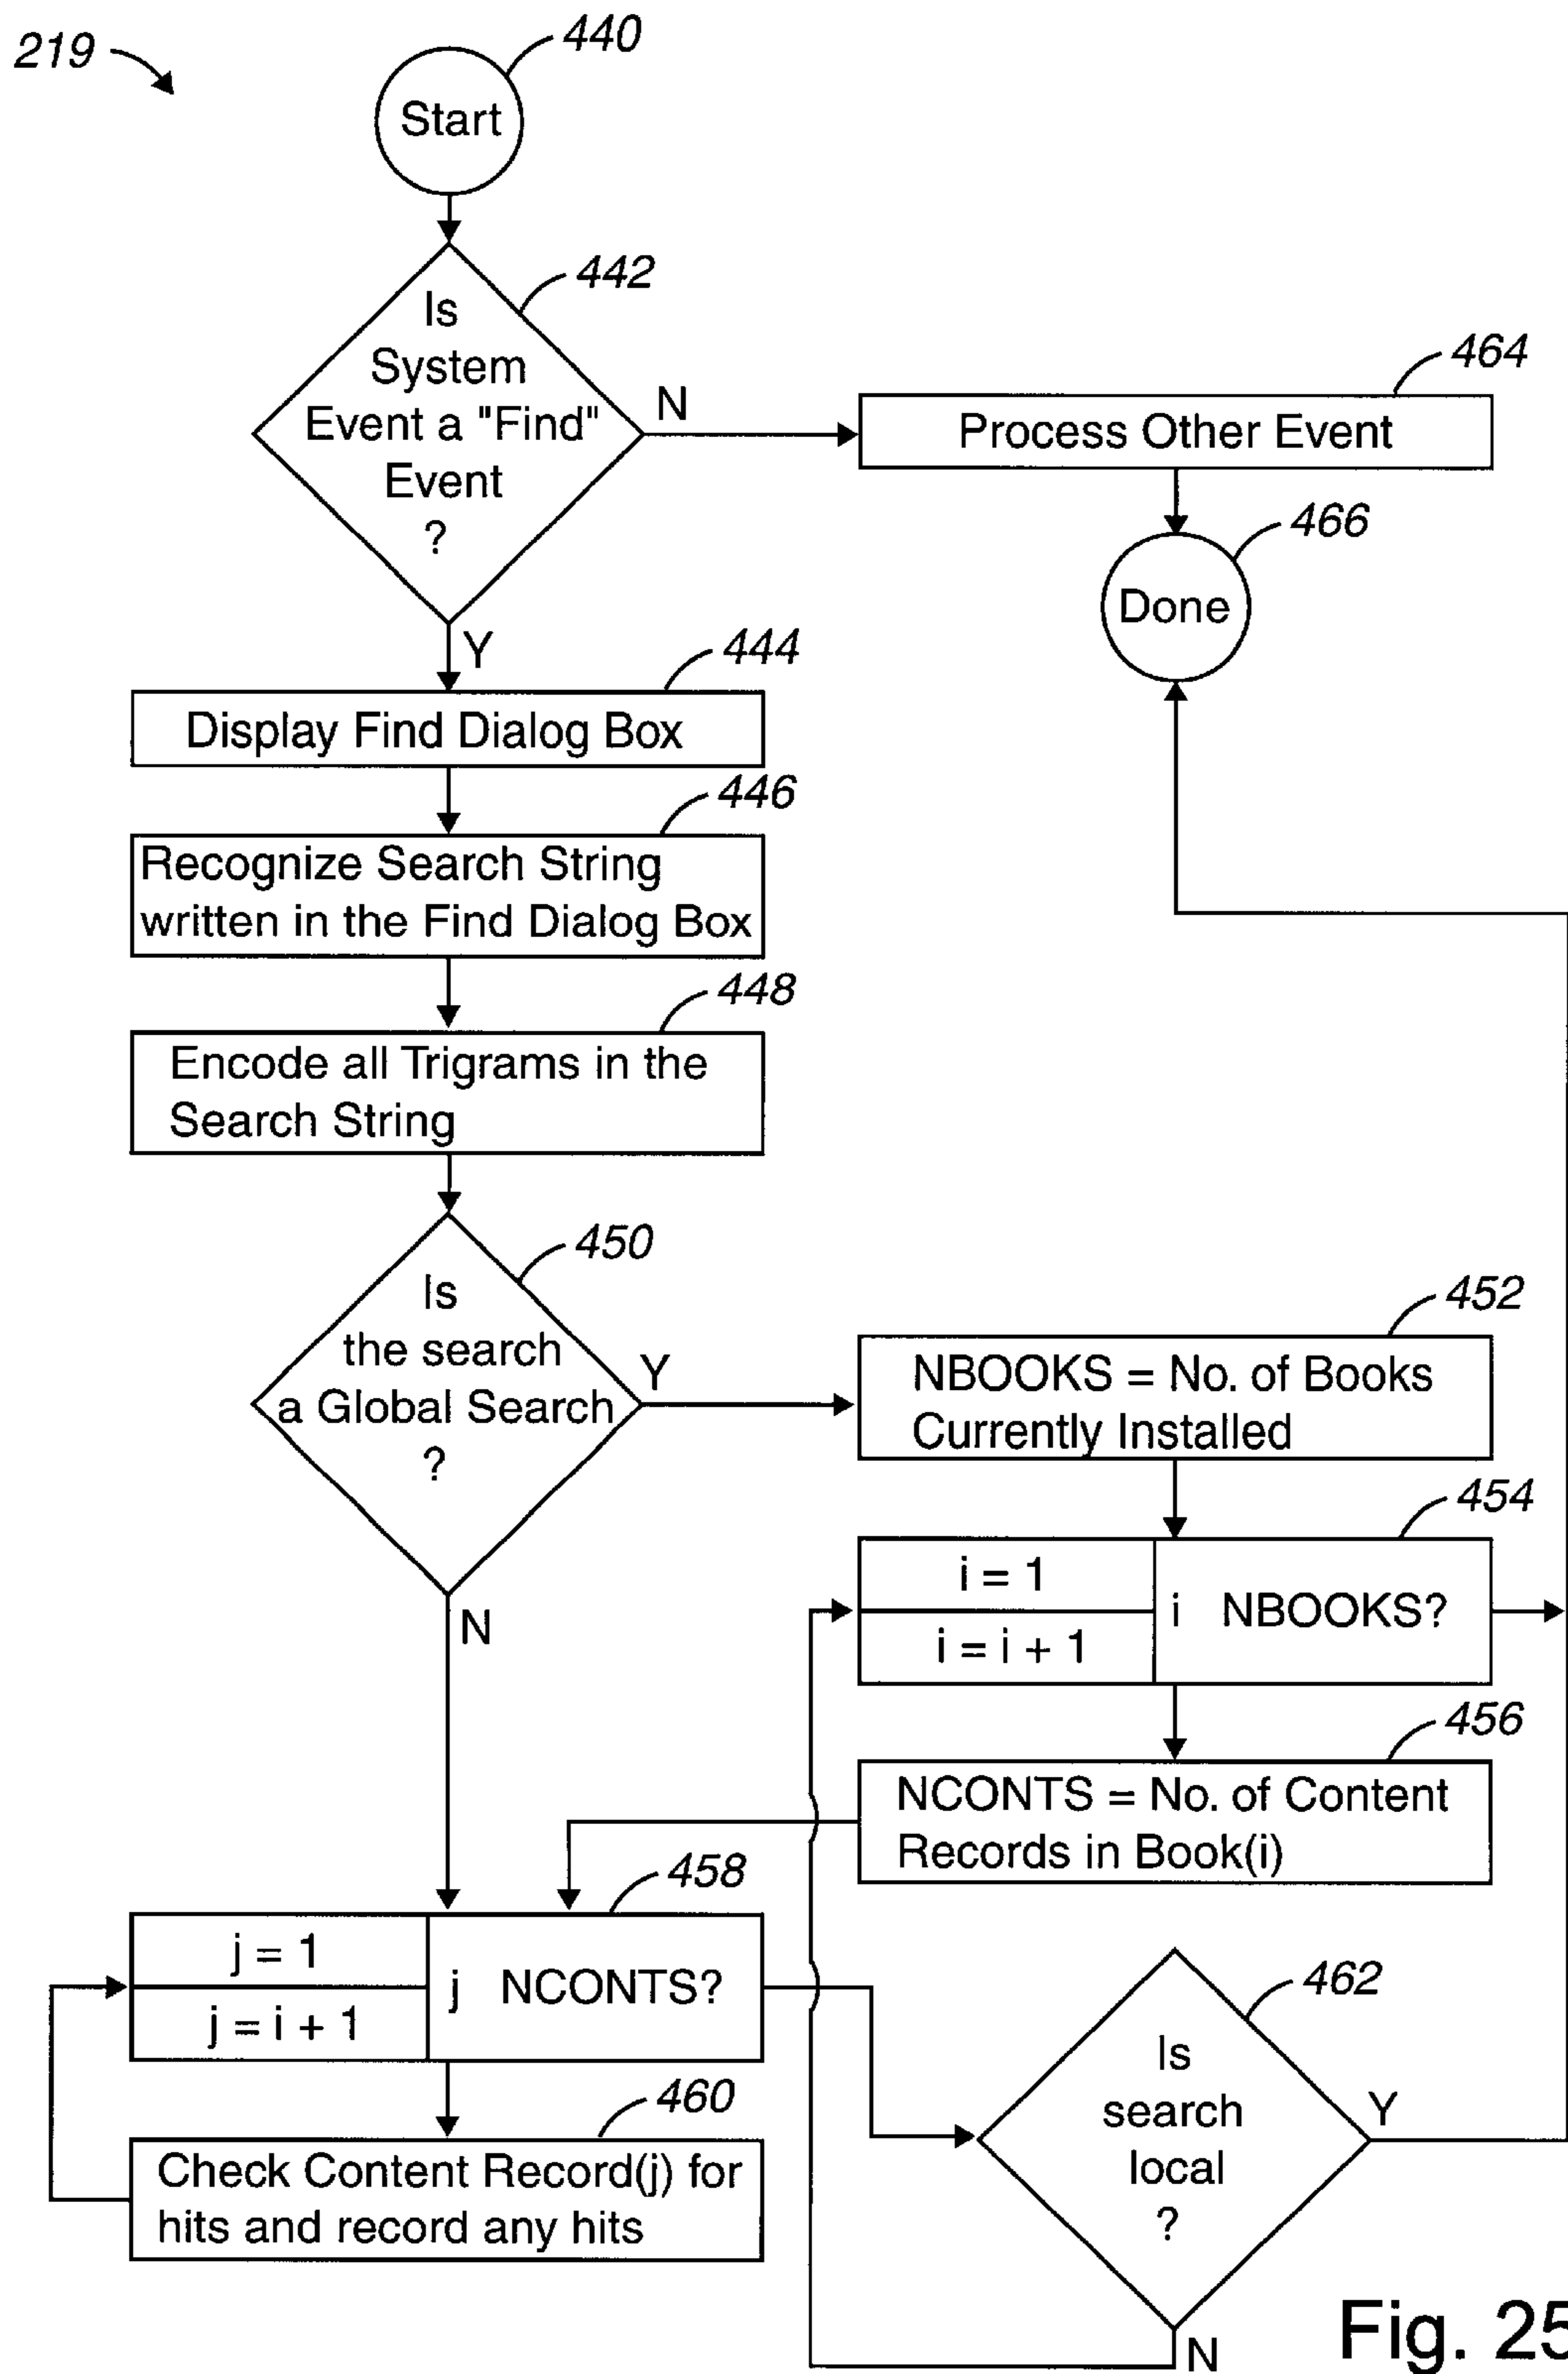 219
440
Start
442
Is
System
Event a "Find"
Event
?
N
464
Process Other Event
466
Done
Y
444
Display Find Dialog Box
446
Recognize Search String
written in the Find Dialog Box
448
Encode all Trigrams in the
Search String
450
Is
the search
a Global Search
?
Y
452
NBOOKS = No. of Books
Currently Installed
454
i = 1
i NBOOKS?
i = i + 1
N
456
NCONTS = No. of Content
Records in Book(i)
458
j = 1
j NCONTS?
j = i + 1
460
Check Content Record(j) for
hits and record any hits
462
Is
search
local
?
Y
N
Fig. 25